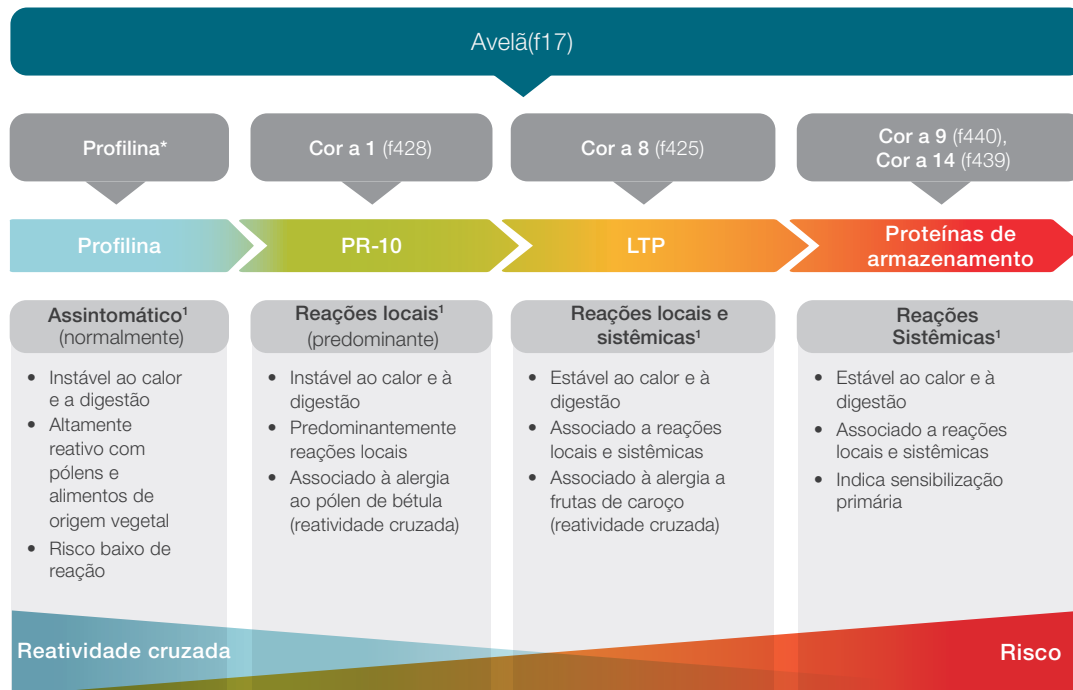 Avelã(f17)
Profilina*
Cor a 1 (f428)
Cor a 8 (f425)
Cor a 9 (f440),
Cor a 14 (f439)
Profilina
PR-10
LTP
Proteínas de
armazenamento
Assintomático¹
(normalmente)
• Instável ao calor
e a digestão
• Altamente
reativo com
pólens e
alimentos de
origem vegetal
• Risco baixo de
reação
Reações locais¹
(predominante)
• Instável ao calor e à
digestão
• Predominantemente
reações locais
• Associado à alergia
ao pólen de bétula
(reatividade cruzada)
Reações locais e
sistêmicas¹
• Estável ao calor e à
digestão
• Associado a reações
locais e sistêmicas
• Associado à alergia a
frutas de caroço
(reatividade cruzada)
Reações
Sistêmicas¹
• Estável ao calor e à
digestão
• Associado a reações
locais e sistêmicas
• Indica sensibilização
primária
Reatividade cruzada
Risco